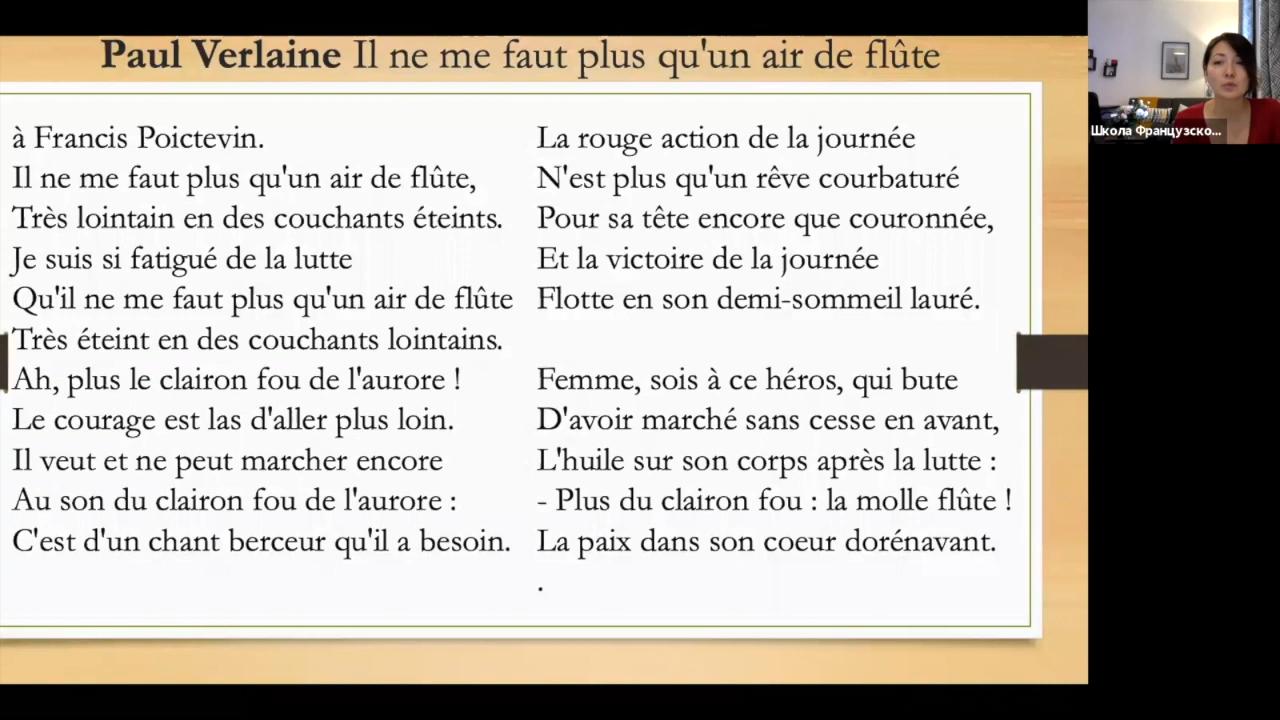 Paul Verlaine Il ne me faut plus qu'un air de flûte
à Francis Poictevin.
Il ne me faut plus qu'un air de flûte,
Très lointain en des couchants éteints.
Je suis si fatigué de la lutte
Qu'il ne me faut plus qu'un air de flûte
Très éteint en des couchants lointains.
Ah, plus le clairon fou de l'aurore !
Le courage est las d'aller plus loin.
Il veut et ne peut marcher encore
Au son du clairon fou de l'aurore :
C'est d'un chant berceur qu'il a besoin.
La rouge action de la journée
N'est plus qu'un rêve courbaturé
Pour sa tête encore que couronnée,
Et la victoire de la journée
Flotte en son demi-sommeil lauré.
Femme, sois à ce héros, qui bute
D'avoir marché sans cesse en avant,
L'huile sur son corps après la lutte :
- Plus du clairon fou : la molle flûte !
La paix dans son coeur dorénavant.
.
Школа Французско...